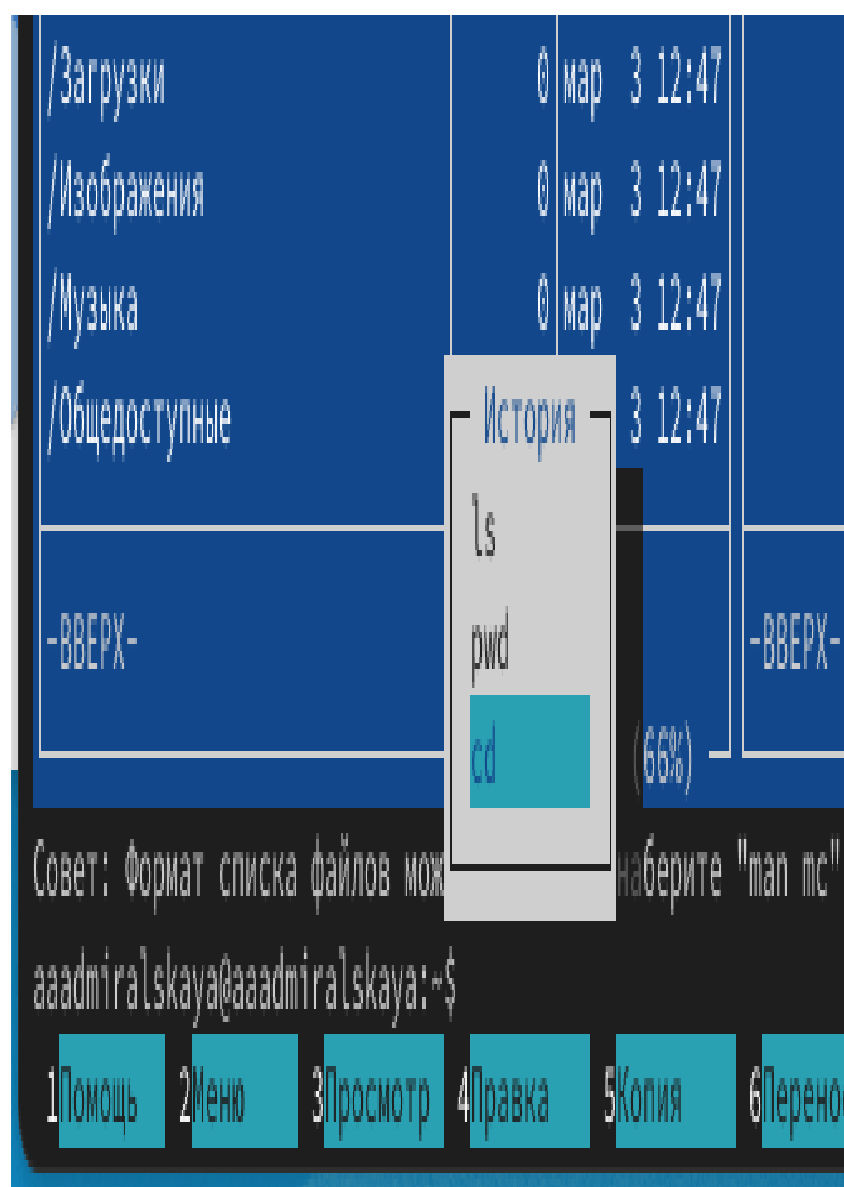 /Загрузки 0 мар 3 12:47
/Изображения 0 мар 3 12:47
/Музыка 0 мар 3 12:47
/Общедоступные 3 12:47
История
ls
pwd
cd
-ВВЕРХ- -ВВЕРХ-
(66%)
Совет: Формат списка файлов мож наберите "man mc"
aaadmiralskaya@aaadmiralskaya:~$
1Помощь 2Меню 3Просмотр 4Правка 5Копия 6Перенос